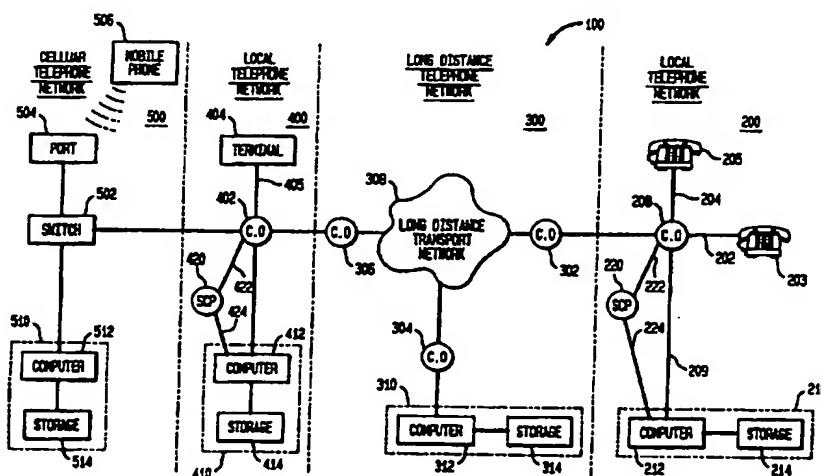 100
CELLULAR
TELEPHONE
NETWORK
506
MOBILE
PHONE
500
504
PORT
502
SWITCH
510
512
COMPUTER
STORAGE
514
LOCAL
TELEPHONE
NETWORK
404
400
TERMINAL
405
402
C.O
420
422
SCP
424
412
COMPUTER
STORAGE
410
414
LONG DISTANCE
TELEPHONE
NETWORK
300
308
LONG DISTANCE
TRANSPORT
NETWORK
C.O
306
C.O
302
304
C.O
310
COMPUTER
STORAGE
312
314
LOCAL
TELEPHONE
NETWORK
200
205
204
208
C.O
202
203
220
222
SCP
224
209
COMPUTER
STORAGE
212
214